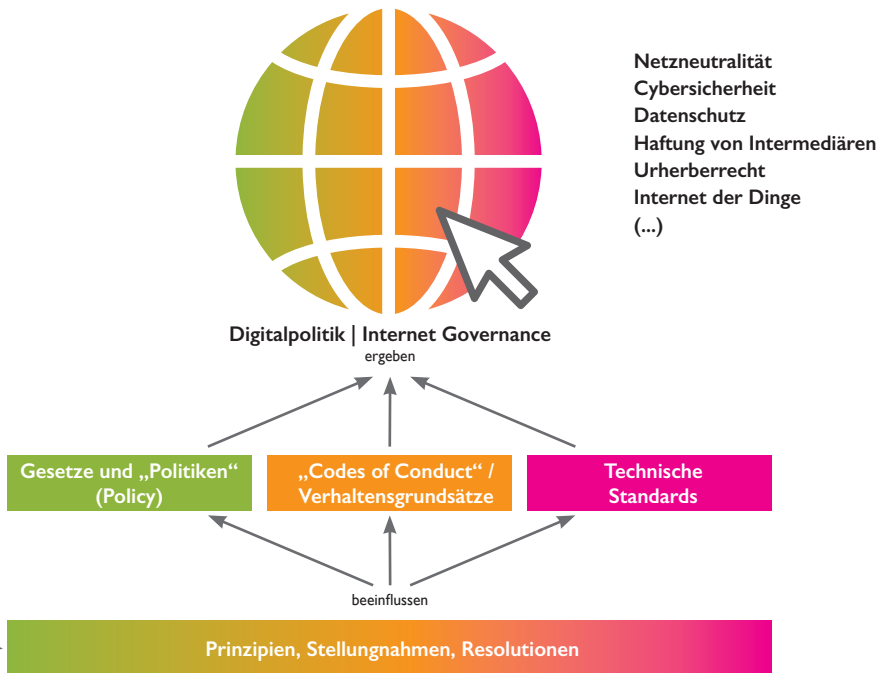 Netzneutralität
Cybersicherheit
Datenschutz
Haftung von Intermediären
Urherberrecht
Internet der Dinge
(...)
Digitalpolitik | Internet Governance
ergeben
Gesetze und „Politiken“
(Policy)
„Codes of Conduct“ /
Verhaltensgrundsätze
Technische
Standards
beeinflussen
Prinzipien, Stellungnahmen, Resolutionen